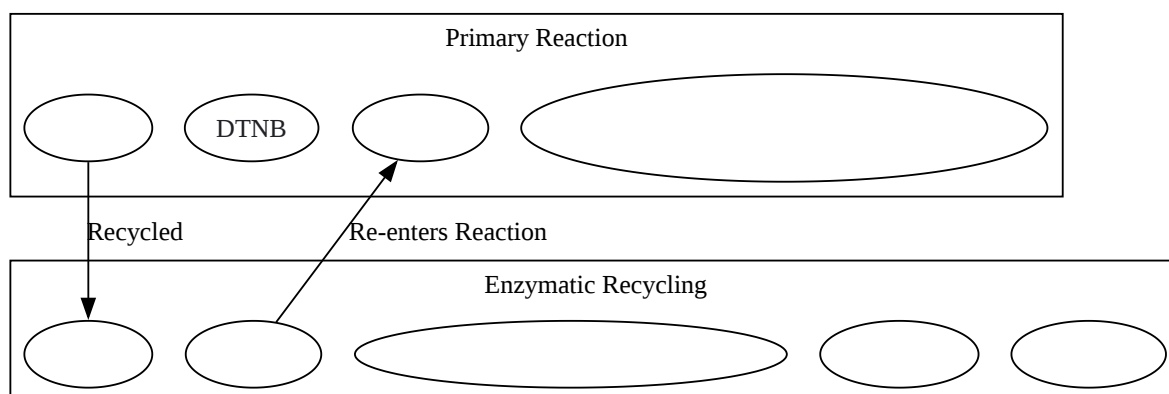 Primary Reaction
DTNB
Recycled
Re-enters Reaction
Enzymatic Recycling